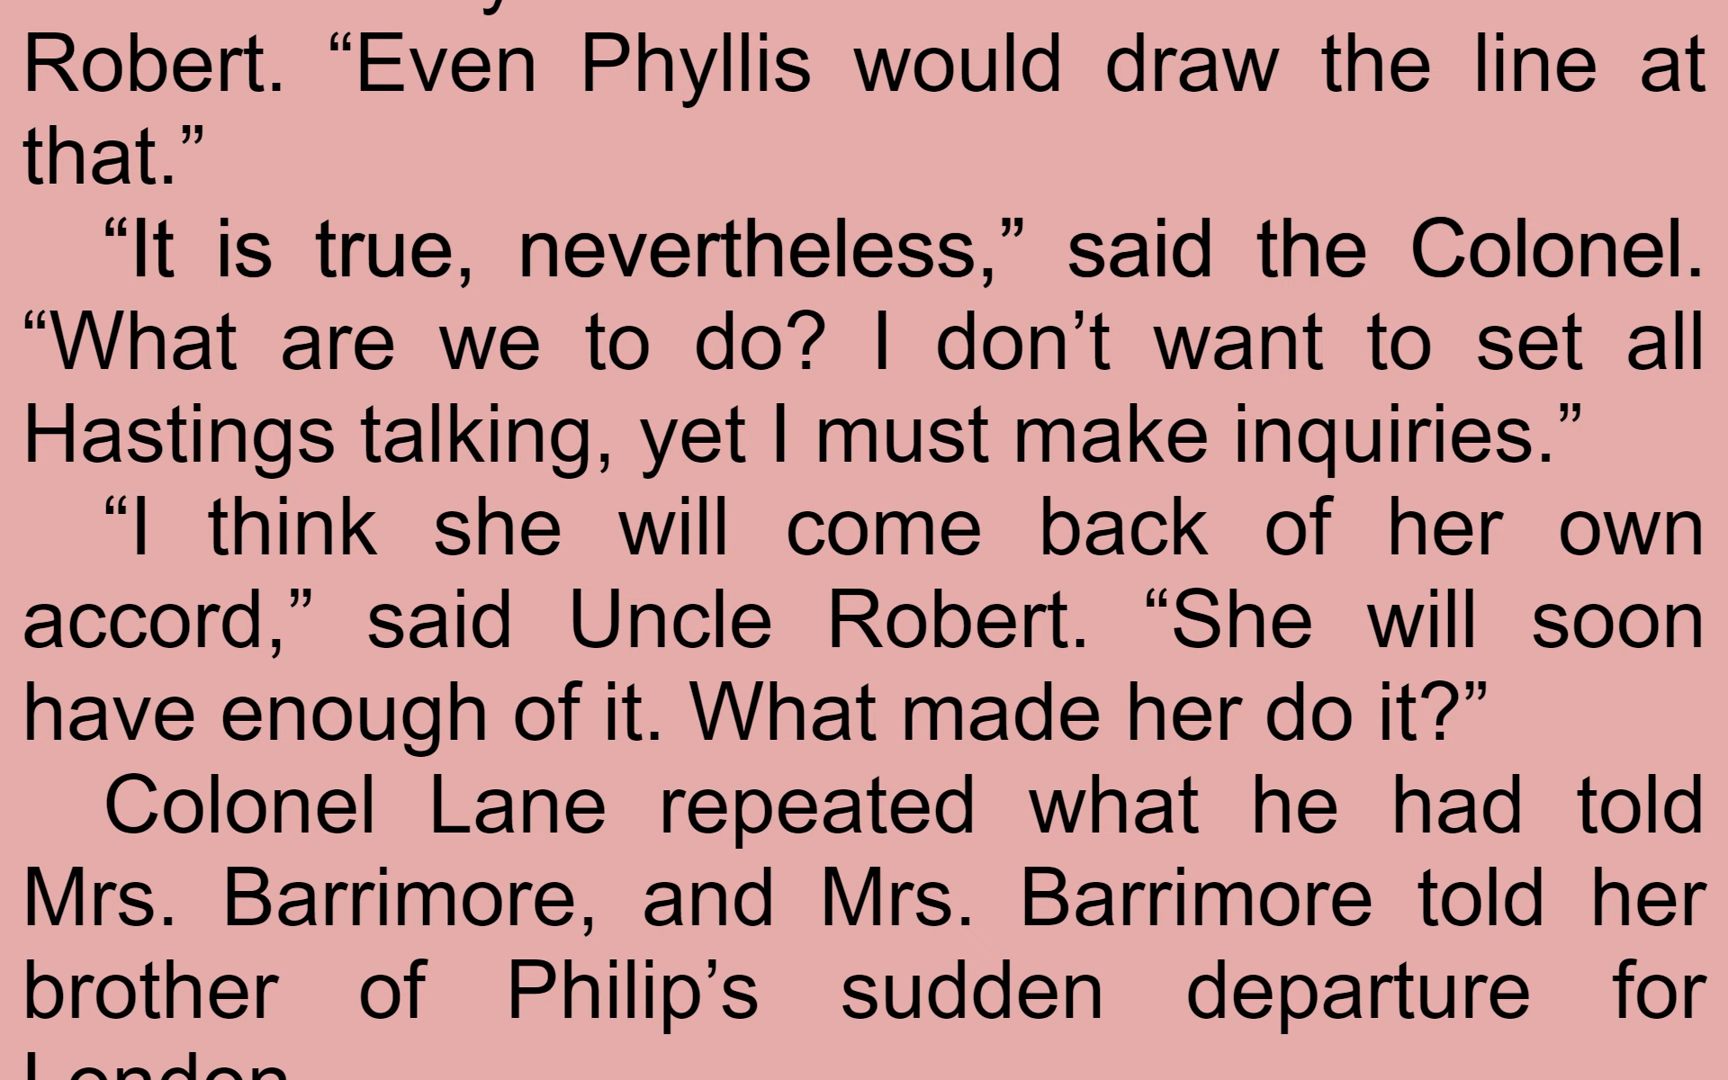 Robert. “Even Phyllis would draw the line at
that.”
“It is true, nevertheless,” said the Colonel.
“What are we to do? I don’t want to set all
Hastings talking, yet I must make inquiries.”
“I think she will come back of her own
accord,” said Uncle Robert. “She will soon
have enough of it. What made her do it?”
Colonel Lane repeated what he had told
Mrs. Barrimore, and Mrs. Barrimore told her
brother of Philip’s sudden departure for
London.